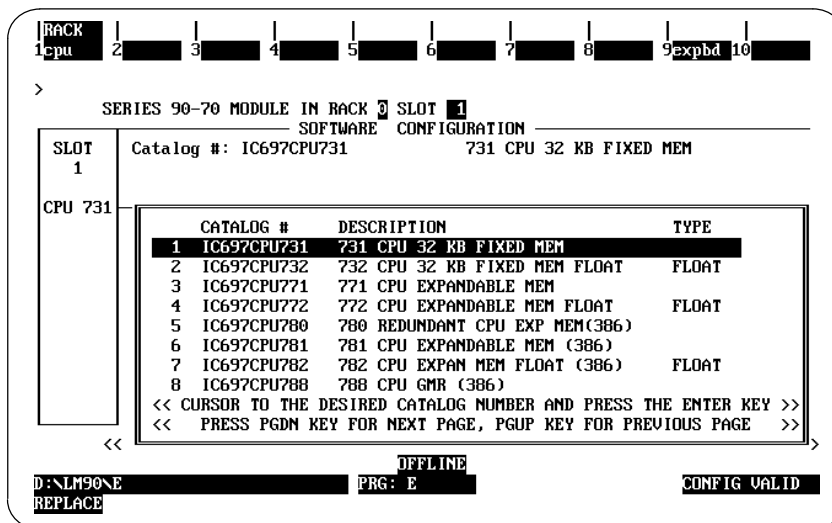 RACK
1cpu 2 3 4 5 6 7 8 9expbd 10
>
SERIES 90-70 MODULE IN RACK 0 SLOT 1
SOFTWARE CONFIGURATION
SLOT Catalog #: IC697CPU731 731 CPU 32 KB FIXED MEM
1
CPU 731
CATALOG # DESCRIPTION TYPE
1 IC697CPU731 731 CPU 32 KB FIXED MEM
2 IC697CPU732 732 CPU 32 KB FIXED MEM FLOAT FLOAT
3 IC697CPU771 771 CPU EXPANDABLE MEM
4 IC697CPU772 772 CPU EXPANDABLE MEM FLOAT FLOAT
5 IC697CPU780 780 REDUNDANT CPU EXP MEM(386)
6 IC697CPU781 781 CPU EXPANDABLE MEM (386)
7 IC697CPU782 782 CPU EXPAN MEM FLOAT (386) FLOAT
8 IC697CPU788 788 CPU GMR (386)
<< CURSOR TO THE DESIRED CATALOG NUMBER AND PRESS THE ENTER KEY >>
<< PRESS PGDN KEY FOR NEXT PAGE, PGUP KEY FOR PREVIOUS PAGE >>
<< >
OFFLINE
D:\LM90\E PRG: E CONFIG VALID
REPLACE